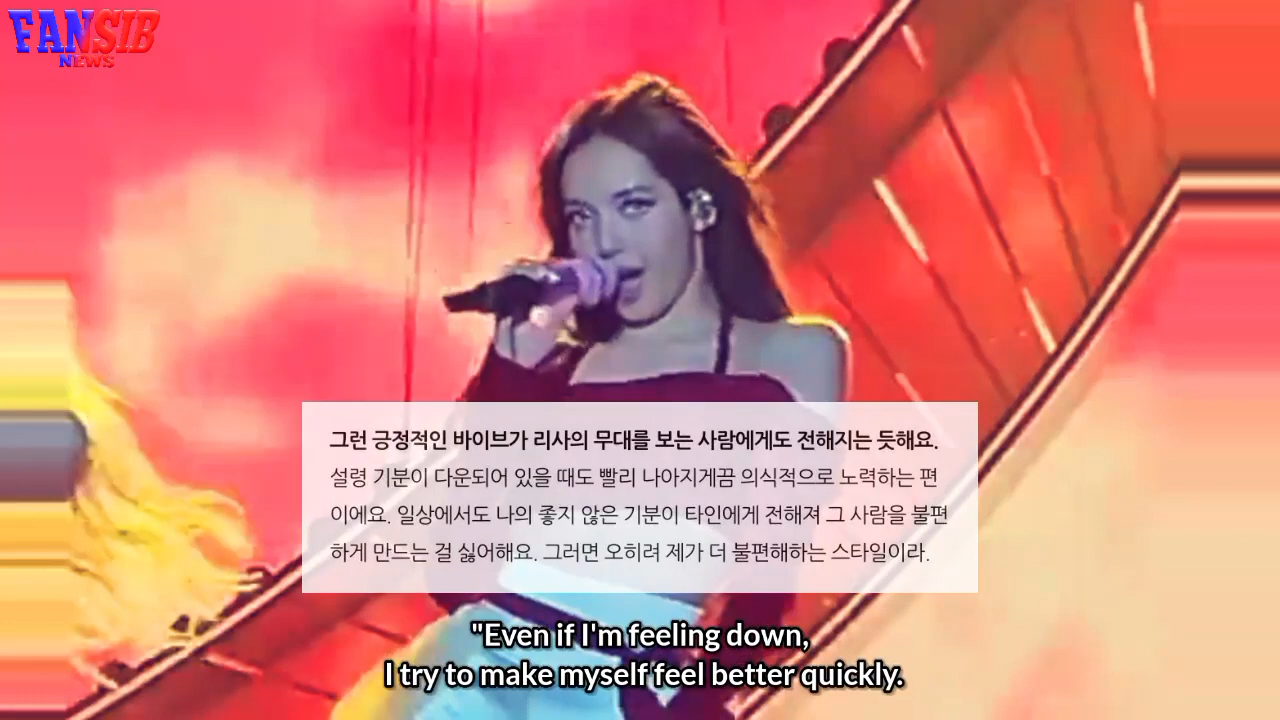 FANSIB
NEWS
그런 긍정적인 바이브가 리사의 무대를 보는 사람에게도 전해지는 듯해요.
설령 기분이 다운되어 있을 때도 빨리 나아지게끔 의식적으로 노력하는 편
이에요. 일상에서도 나의 좋지 않은 기분이 타인에게 전해져 그 사람을 불편
하게 만드는 걸 싫어해요. 그러면 오히려 제가 더 불편해하는 스타일이라.
"Even if I'm feeling down,
I try to make myself feel better quickly.